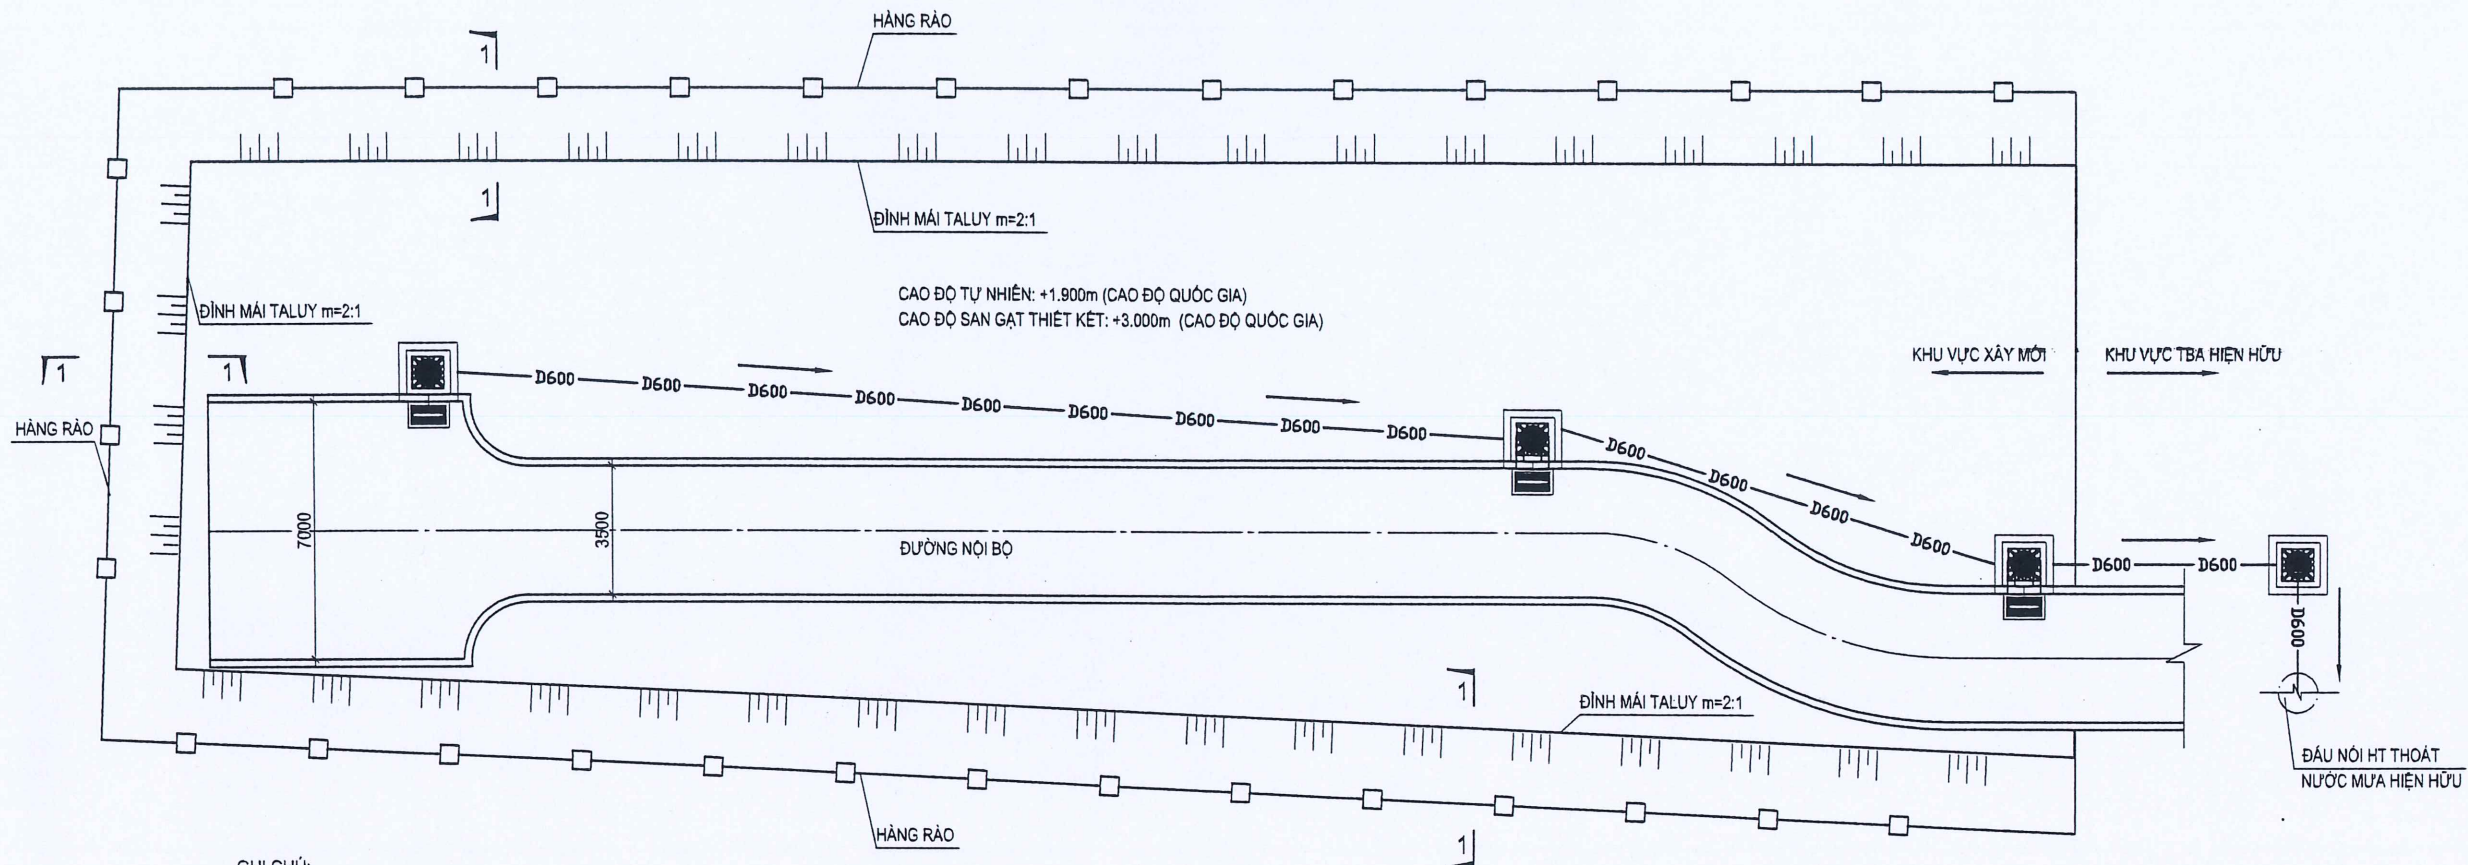 HÀNG RÀO
1
1
ĐỈNH MÁI TALUY m=2:1
CAO ĐỘ TỰ NHIÊN: +1.900m (CAO ĐỘ QUỐC GIA)
CAO ĐỘ SAN GẠT THIẾT KẾT: +3.000m (CAO ĐỘ QUỐC GIA)
ĐỈNH MÁI TALUY m=2:1
KHU VỰC XÂY MỚI
KHU VỰC TBA HIỆN HỮU
1
1
D600
D600
D600
D600
D600
D600
D600
D600
D600
HÀNG RÀO
D600
D600
D600
D600
D600
D600
7000
3500
ĐƯỜNG NỘI BỘ
D600
1
ĐỈNH MÁI TALUY m=2:1
ĐẤU NỐI HT THOÁT
NƯỚC MƯA HIỆN HỮU
HÀNG RÀO
1
GHI CHÚ: